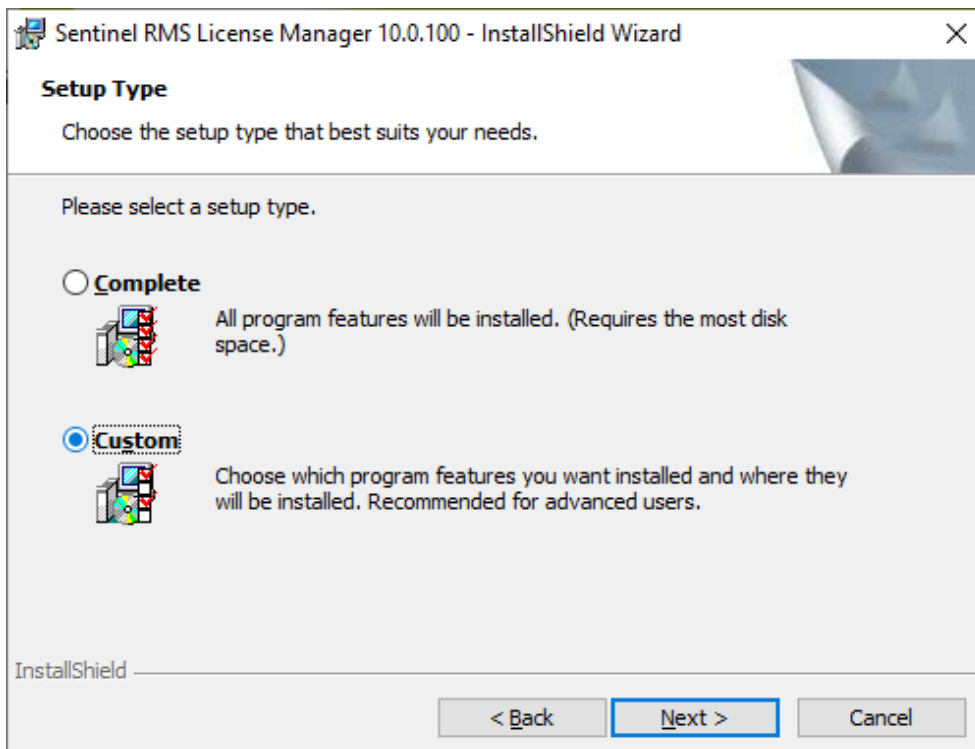 Sentinel RMS License Manager 10.0.100 - InstallShield Wizard
Setup Type
Choose the setup type that best suits your needs.
Please select a setup type.
Complete
All program features will be installed. (Requires the most disk
space.)
Custom
Choose which program features you want installed and where they
will be installed. Recommended for advanced users.
InstallShield
< Back
Next >
Cancel